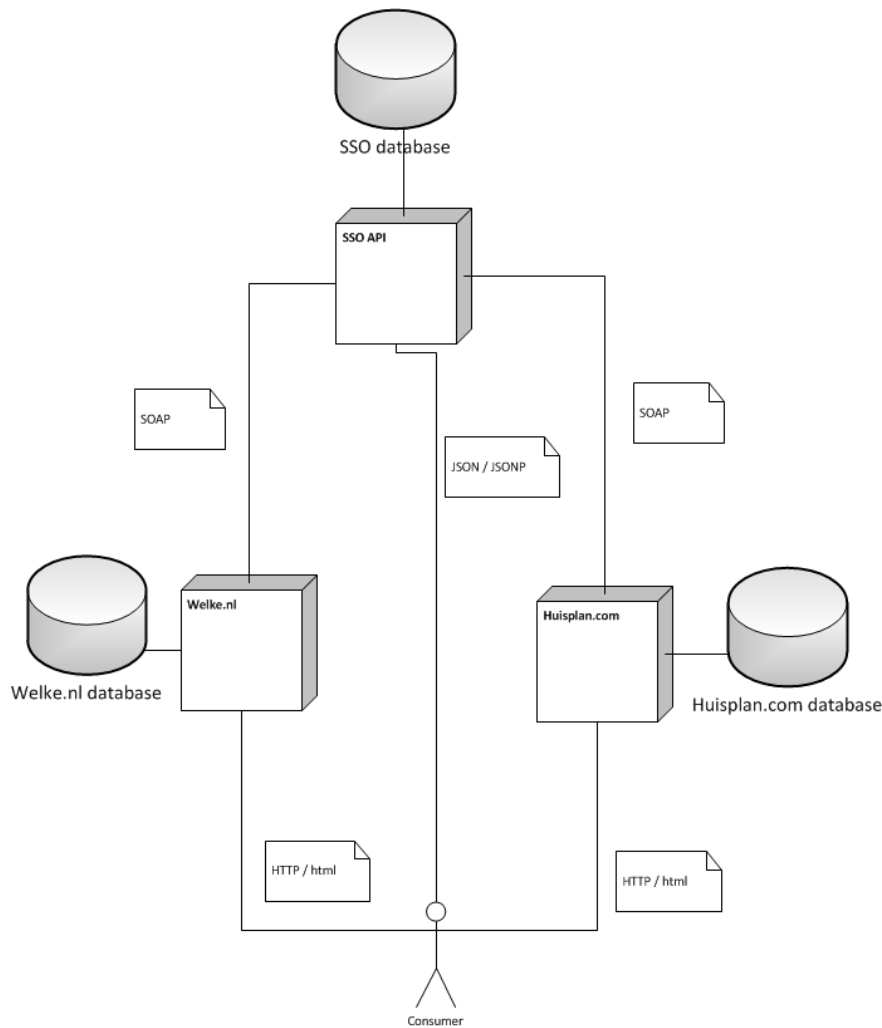 SSO database
SSO API
SOAP
SOAP
JSON / JSONP
Welke.nl
Huisplan.com
Welke.nl database
Huisplan.com database
HTTP / html
HTTP / html
Consumer